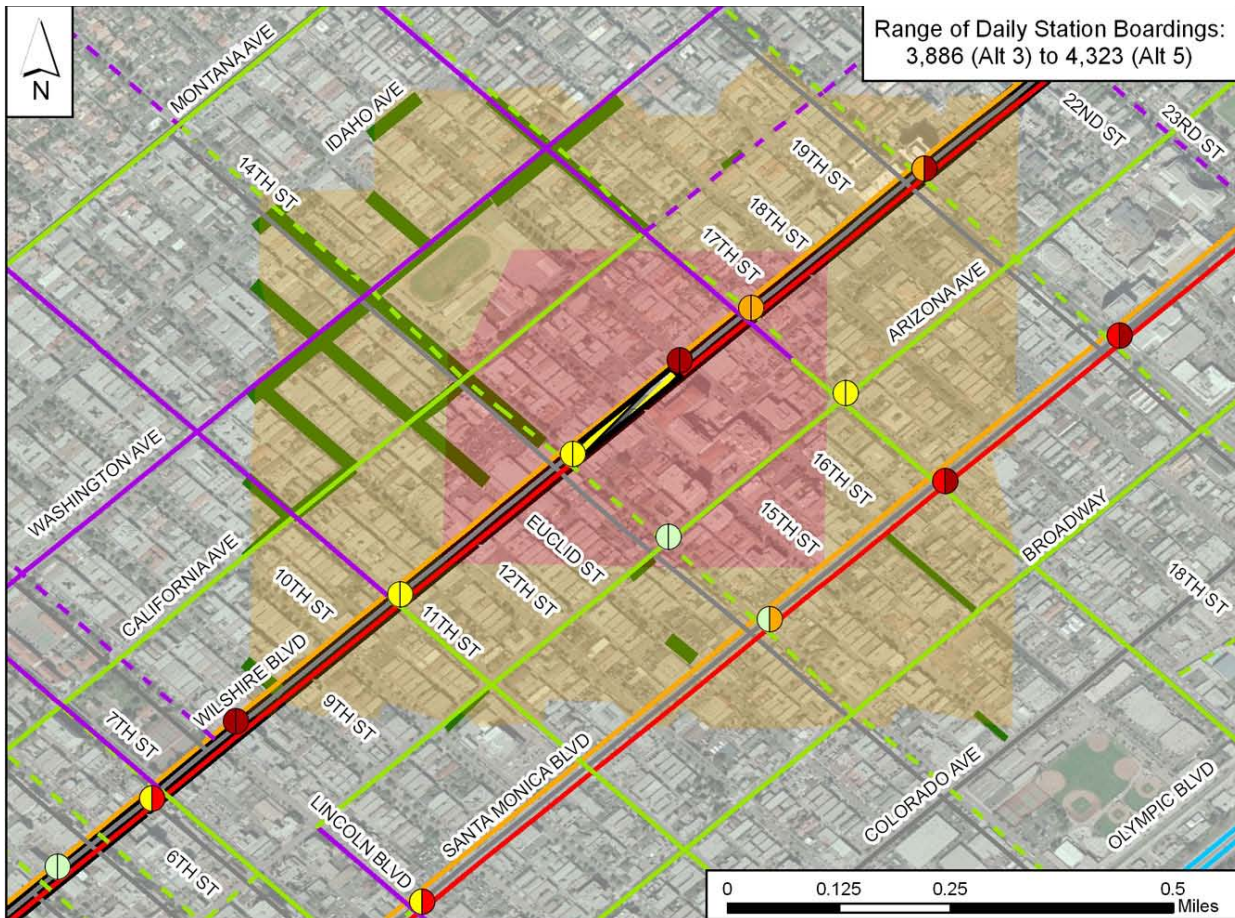 Range of Daily Station Boardings:
3,886 (Alt 3) to 4,323 (Alt 5)
N
MONTANA AVE
IDAHO AVE
22ND ST
23RD ST
14TH ST
19TH ST
18TH ST
17TH ST
ARIZONA AVE
WASHINGTON AVE
CALIFORNIA AVE
16TH ST
15TH ST
BROADWAY
EUCLID ST
12TH ST
10TH ST
11TH ST
18TH ST
WILSHIRE BLVD
9TH ST
7TH ST
6TH ST
LINCOLN BLVD
SANTA MONICA BLVD
COLORADO AVE
OLYMPIC BLVD
0 0.125 0.25 0.5
Miles